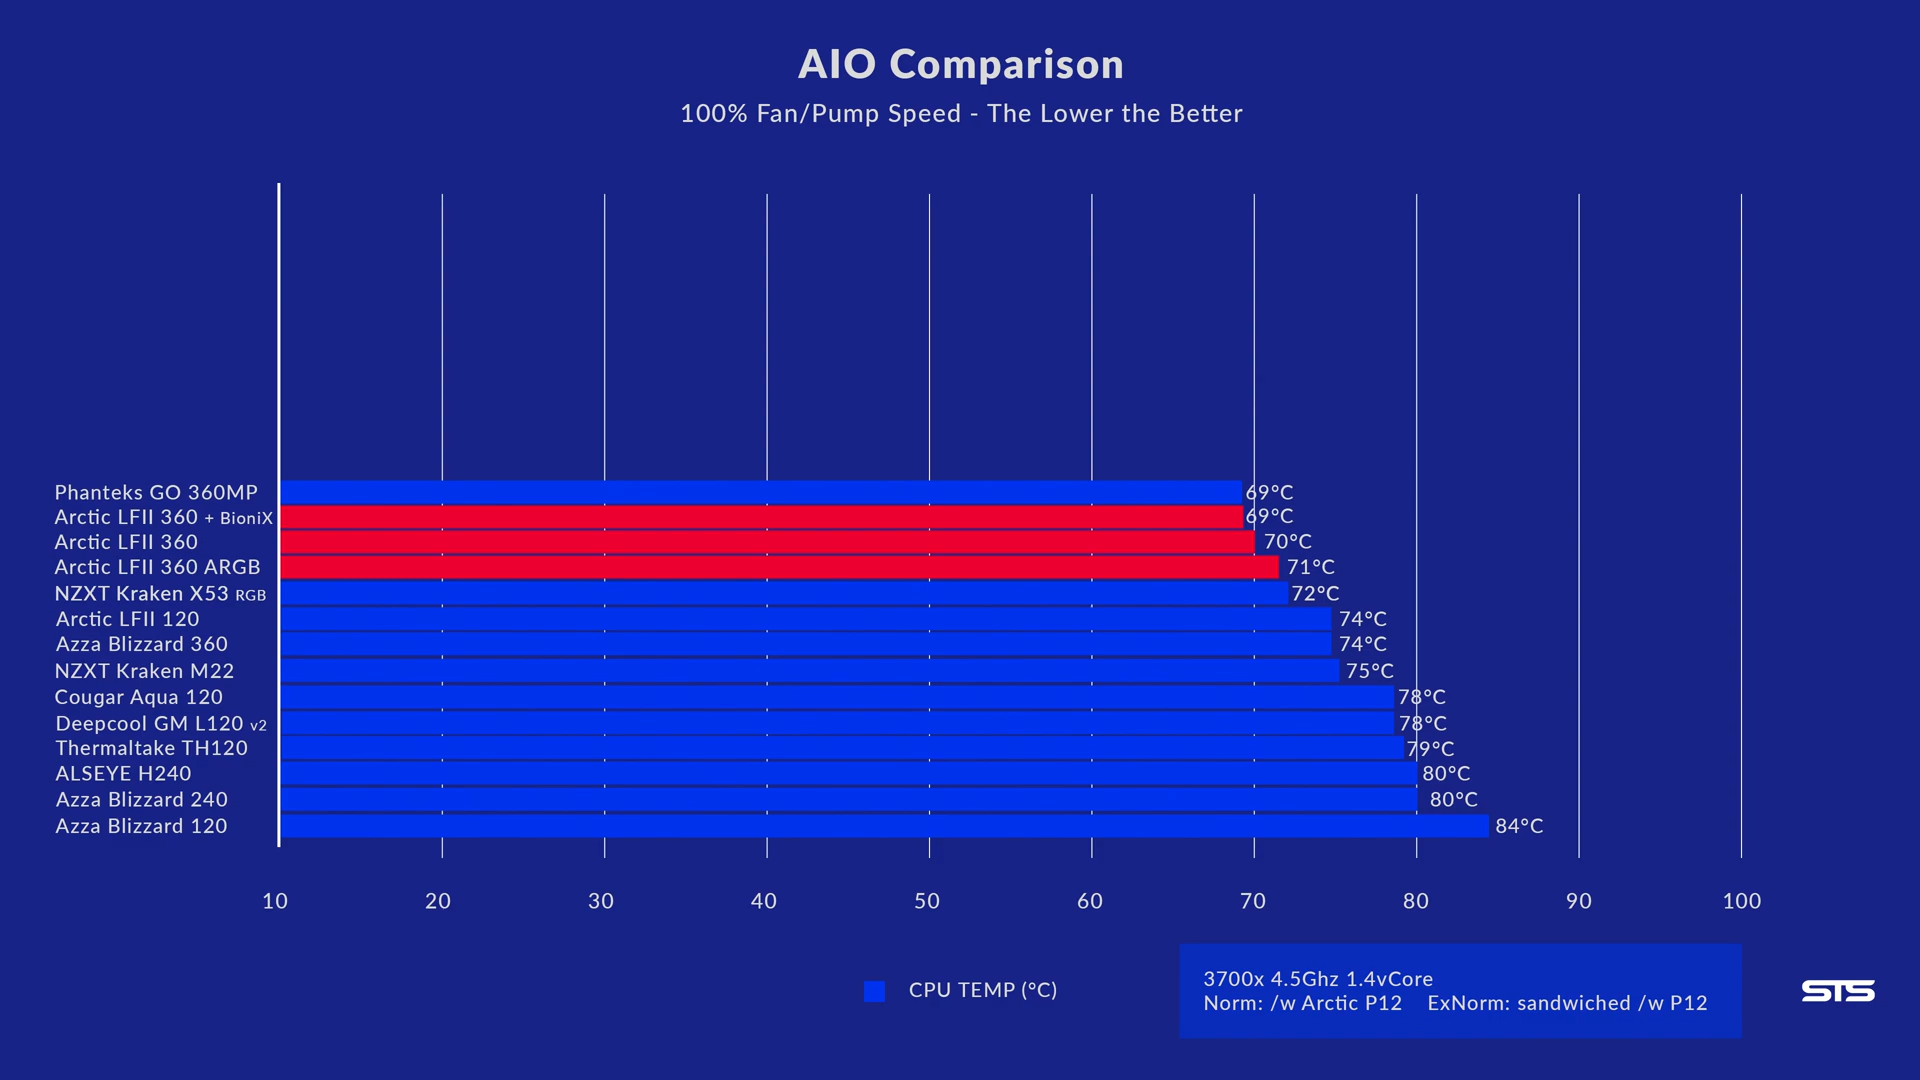 AIO Comparison
100% Fan/Pump Speed - The Lower the Better
Phanteks GO 360MP 69°C
Arctic LFII 360 + BioniX 69°C
Arctic LFII 360 70°C
Arctic LFII 360 ARGB 71°C
NZXT Kraken X53 RGB 72°C
Arctic LFII 120 74°C
Azza Blizzard 360 74°C
NZXT Kraken M22 75°C
Cougar Aqua 120 78°C
Deepcool GM L120 v2 78°C
Thermaltake TH120 79°C
ALSEYE H240 80°C
Azza Blizzard 240 80°C
Azza Blizzard 120 84°C
10 20 30 40 50 60 70 80 90 100
CPU TEMP (°C)
3700x 4.5Ghz 1.4vCore
Norm: /w Arctic P12 ExNorm: sandwiched /w P12
STS